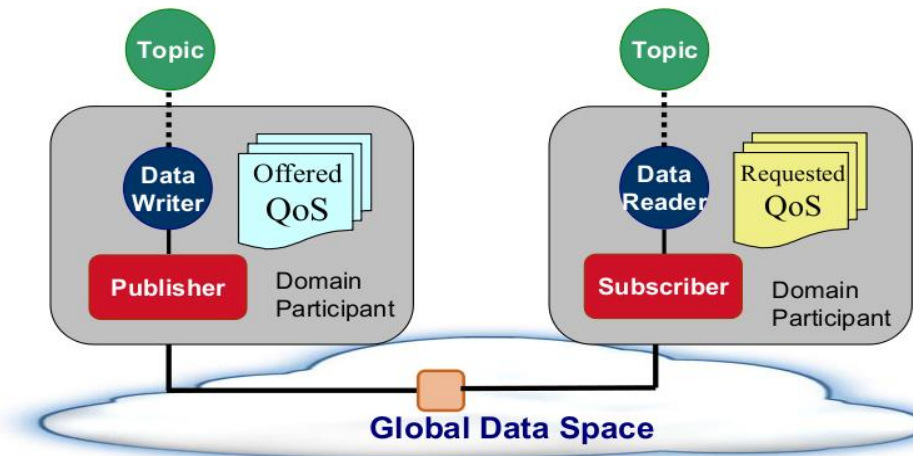 Topic
Topic
Data
Writer
Offered
QoS
Publisher
Domain
Participant
Data
Reader
Requested
QoS
Subscriber
Domain
Participant
Global Data Space